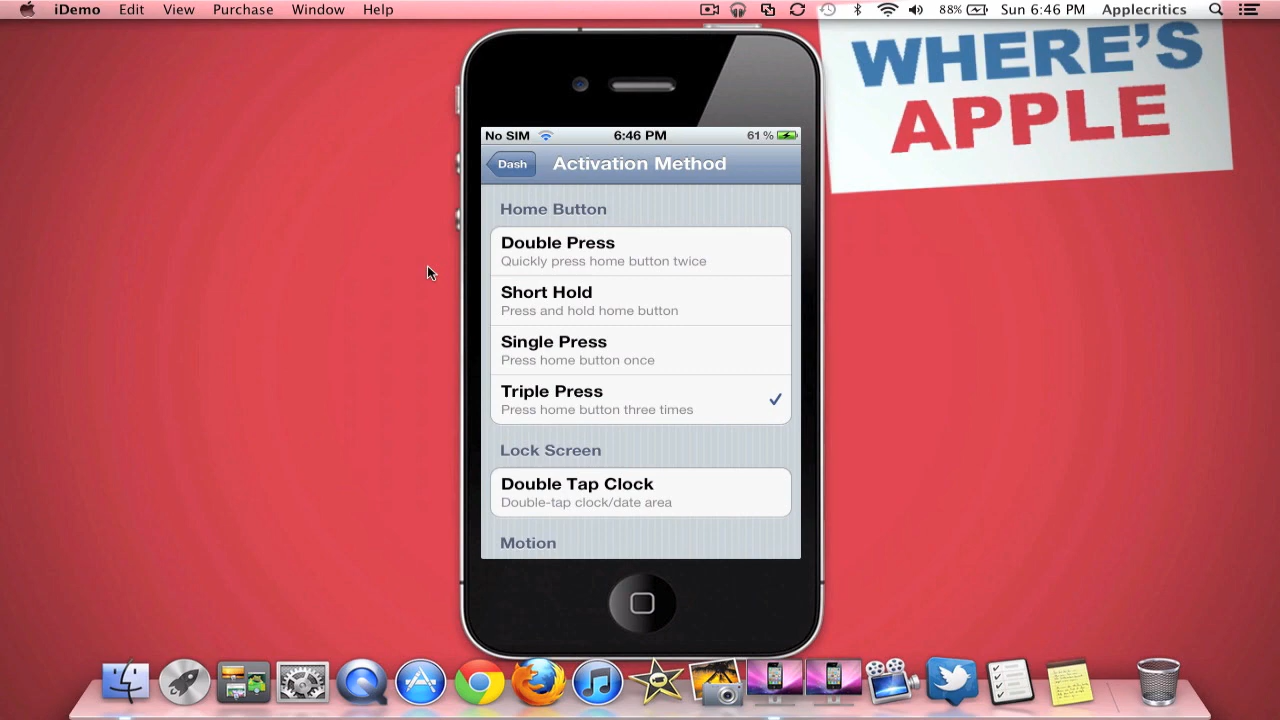 iDemo Edit View Purchase Window Help 88% Sun 6:46 PM Applecritics
WHERE'S
APPLE
No SIM 6:46 PM 61%
Dash Activation Method
Home Button
Double Press
Quickly press home button twice
Short Hold
Press and hold home button
Single Press
Press home button once
Triple Press
Press home button three times
Lock Screen
Double Tap Clock
Double-tap clock/date area
Motion